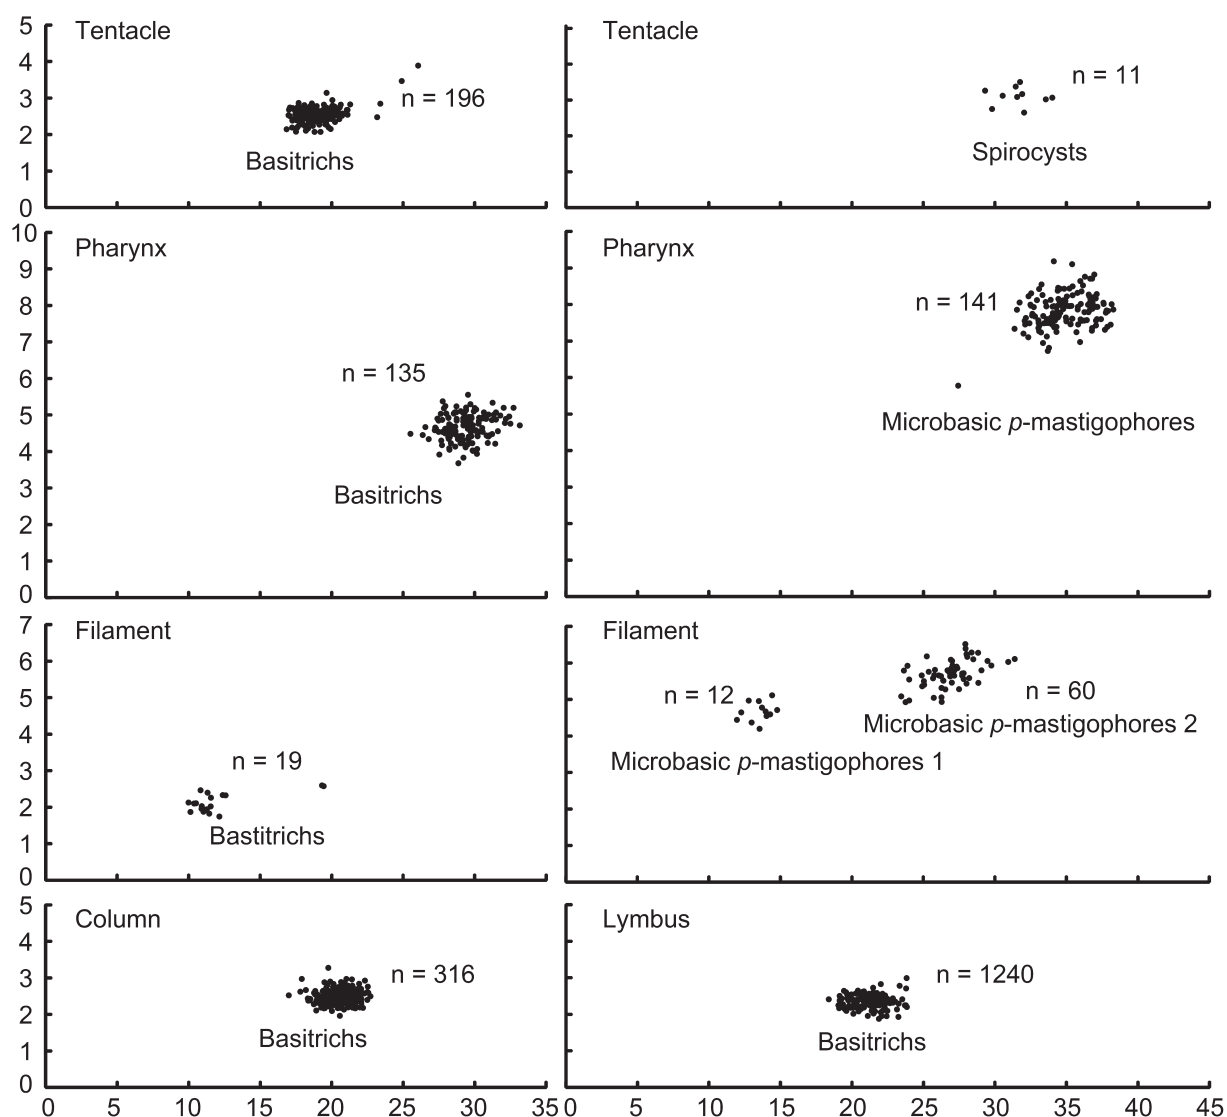 5
4
3
2
1
0
Tentacle
n = 196
Basitrichs
Tentacle
n = 11
Spirocysts
10
9
8
7
6
5
4
3
2
1
0
Pharynx
n = 135
Basitrichs
Pharynx
n = 141
Microbasic p-mastigophores
7
6
5
4
3
2
1
0
Filament
n = 19
Bastitrichs
Filament
n = 12
Microbasic p-mastigophores 1
n = 60
Microbasic p-mastigophores 2
5
4
3
2
1
0
Column
n = 316
Basitrichs
Lymbus
n = 1240
Basitrichs
0 5 10 15 20 25 30 35
0 5 10 15 20 25 30 35 40 45